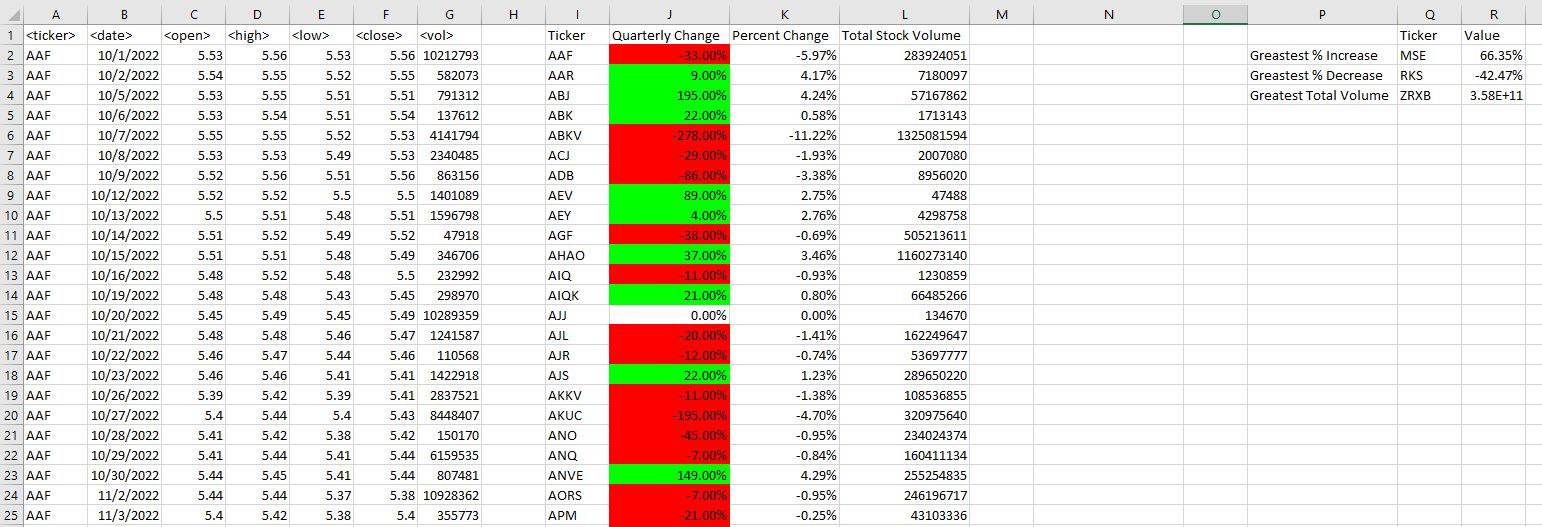 A B C D E F G H I J K L M N O P Q R
1 <ticker> <date> <open> <high> <low> <close> <vol> Ticker Quarterly Change Percent Change Total Stock Volume Ticker Value
2 AAF 10/1/2022 5.53 5.56 5.53 5.56 10212793 AAF -33.00% -5.97% 283924051 Greastest % Increase MSE 66.35%
3 AAF 10/2/2022 5.54 5.55 5.52 5.55 582073 AAR 9.00% 4.17% 7180097 Greastest % Decrease RKS -42.47%
4 AAF 10/5/2022 5.53 5.55 5.51 5.51 791312 ABJ 195.00% 4.24% 57167862 Greatest Total Volume ZRXB 3.58E+11
5 AAF 10/6/2022 5.53 5.54 5.51 5.54 137612 ABK 22.00% 0.58% 1713143
6 AAF 10/7/2022 5.55 5.55 5.52 5.53 4141794 ABKV -278.00% -11.22% 1325081594
7 AAF 10/8/2022 5.53 5.53 5.49 5.53 2340485 ACJ -29.00% -1.93% 2007080
8 AAF 10/9/2022 5.52 5.56 5.51 5.56 863156 ADB -86.00% -3.38% 8956020
9 AAF 10/12/2022 5.52 5.52 5.5 5.5 1401089 AEV 89.00% 2.75% 47488
10 AAF 10/13/2022 5.5 5.51 5.48 5.51 1596798 AEY 4.00% 2.76% 4298758
11 AAF 10/14/2022 5.51 5.52 5.49 5.52 47918 AGF -38.00% -0.69% 505213611
12 AAF 10/15/2022 5.51 5.51 5.48 5.49 346706 AHAO 37.00% 3.46% 1160273140
13 AAF 10/16/2022 5.48 5.52 5.48 5.5 232992 AIQ -11.00% -0.93% 1230859
14 AAF 10/19/2022 5.48 5.48 5.43 5.45 298970 AIQK 21.00% 0.80% 66485266
15 AAF 10/20/2022 5.45 5.49 5.45 5.49 10289359 AJJ 0.00% 0.00% 134670
16 AAF 10/21/2022 5.48 5.48 5.46 5.47 1241587 AJL -20.00% -1.41% 162249647
17 AAF 10/22/2022 5.46 5.47 5.44 5.46 110568 AJR -12.00% -0.74% 53697777
18 AAF 10/23/2022 5.46 5.46 5.41 5.41 1422918 AJS 22.00% 1.23% 289650220
19 AAF 10/26/2022 5.39 5.42 5.39 5.41 2837521 AKKV -11.00% -1.38% 108536855
20 AAF 10/27/2022 5.4 5.44 5.4 5.43 8448407 AKUC -195.00% -4.70% 320975640
21 AAF 10/28/2022 5.41 5.42 5.38 5.42 150170 ANO -45.00% -0.95% 234024374
22 AAF 10/29/2022 5.41 5.44 5.41 5.44 6159535 ANQ -7.00% -0.84% 160411134
23 AAF 10/30/2022 5.44 5.45 5.41 5.44 807481 ANVE 149.00% 4.29% 255254835
24 AAF 11/2/2022 5.44 5.44 5.37 5.38 10928362 AORS -7.00% -0.95% 246196717
25 AAF 11/3/2022 5.4 5.42 5.38 5.4 355773 APM -21.00% -0.25% 43103336